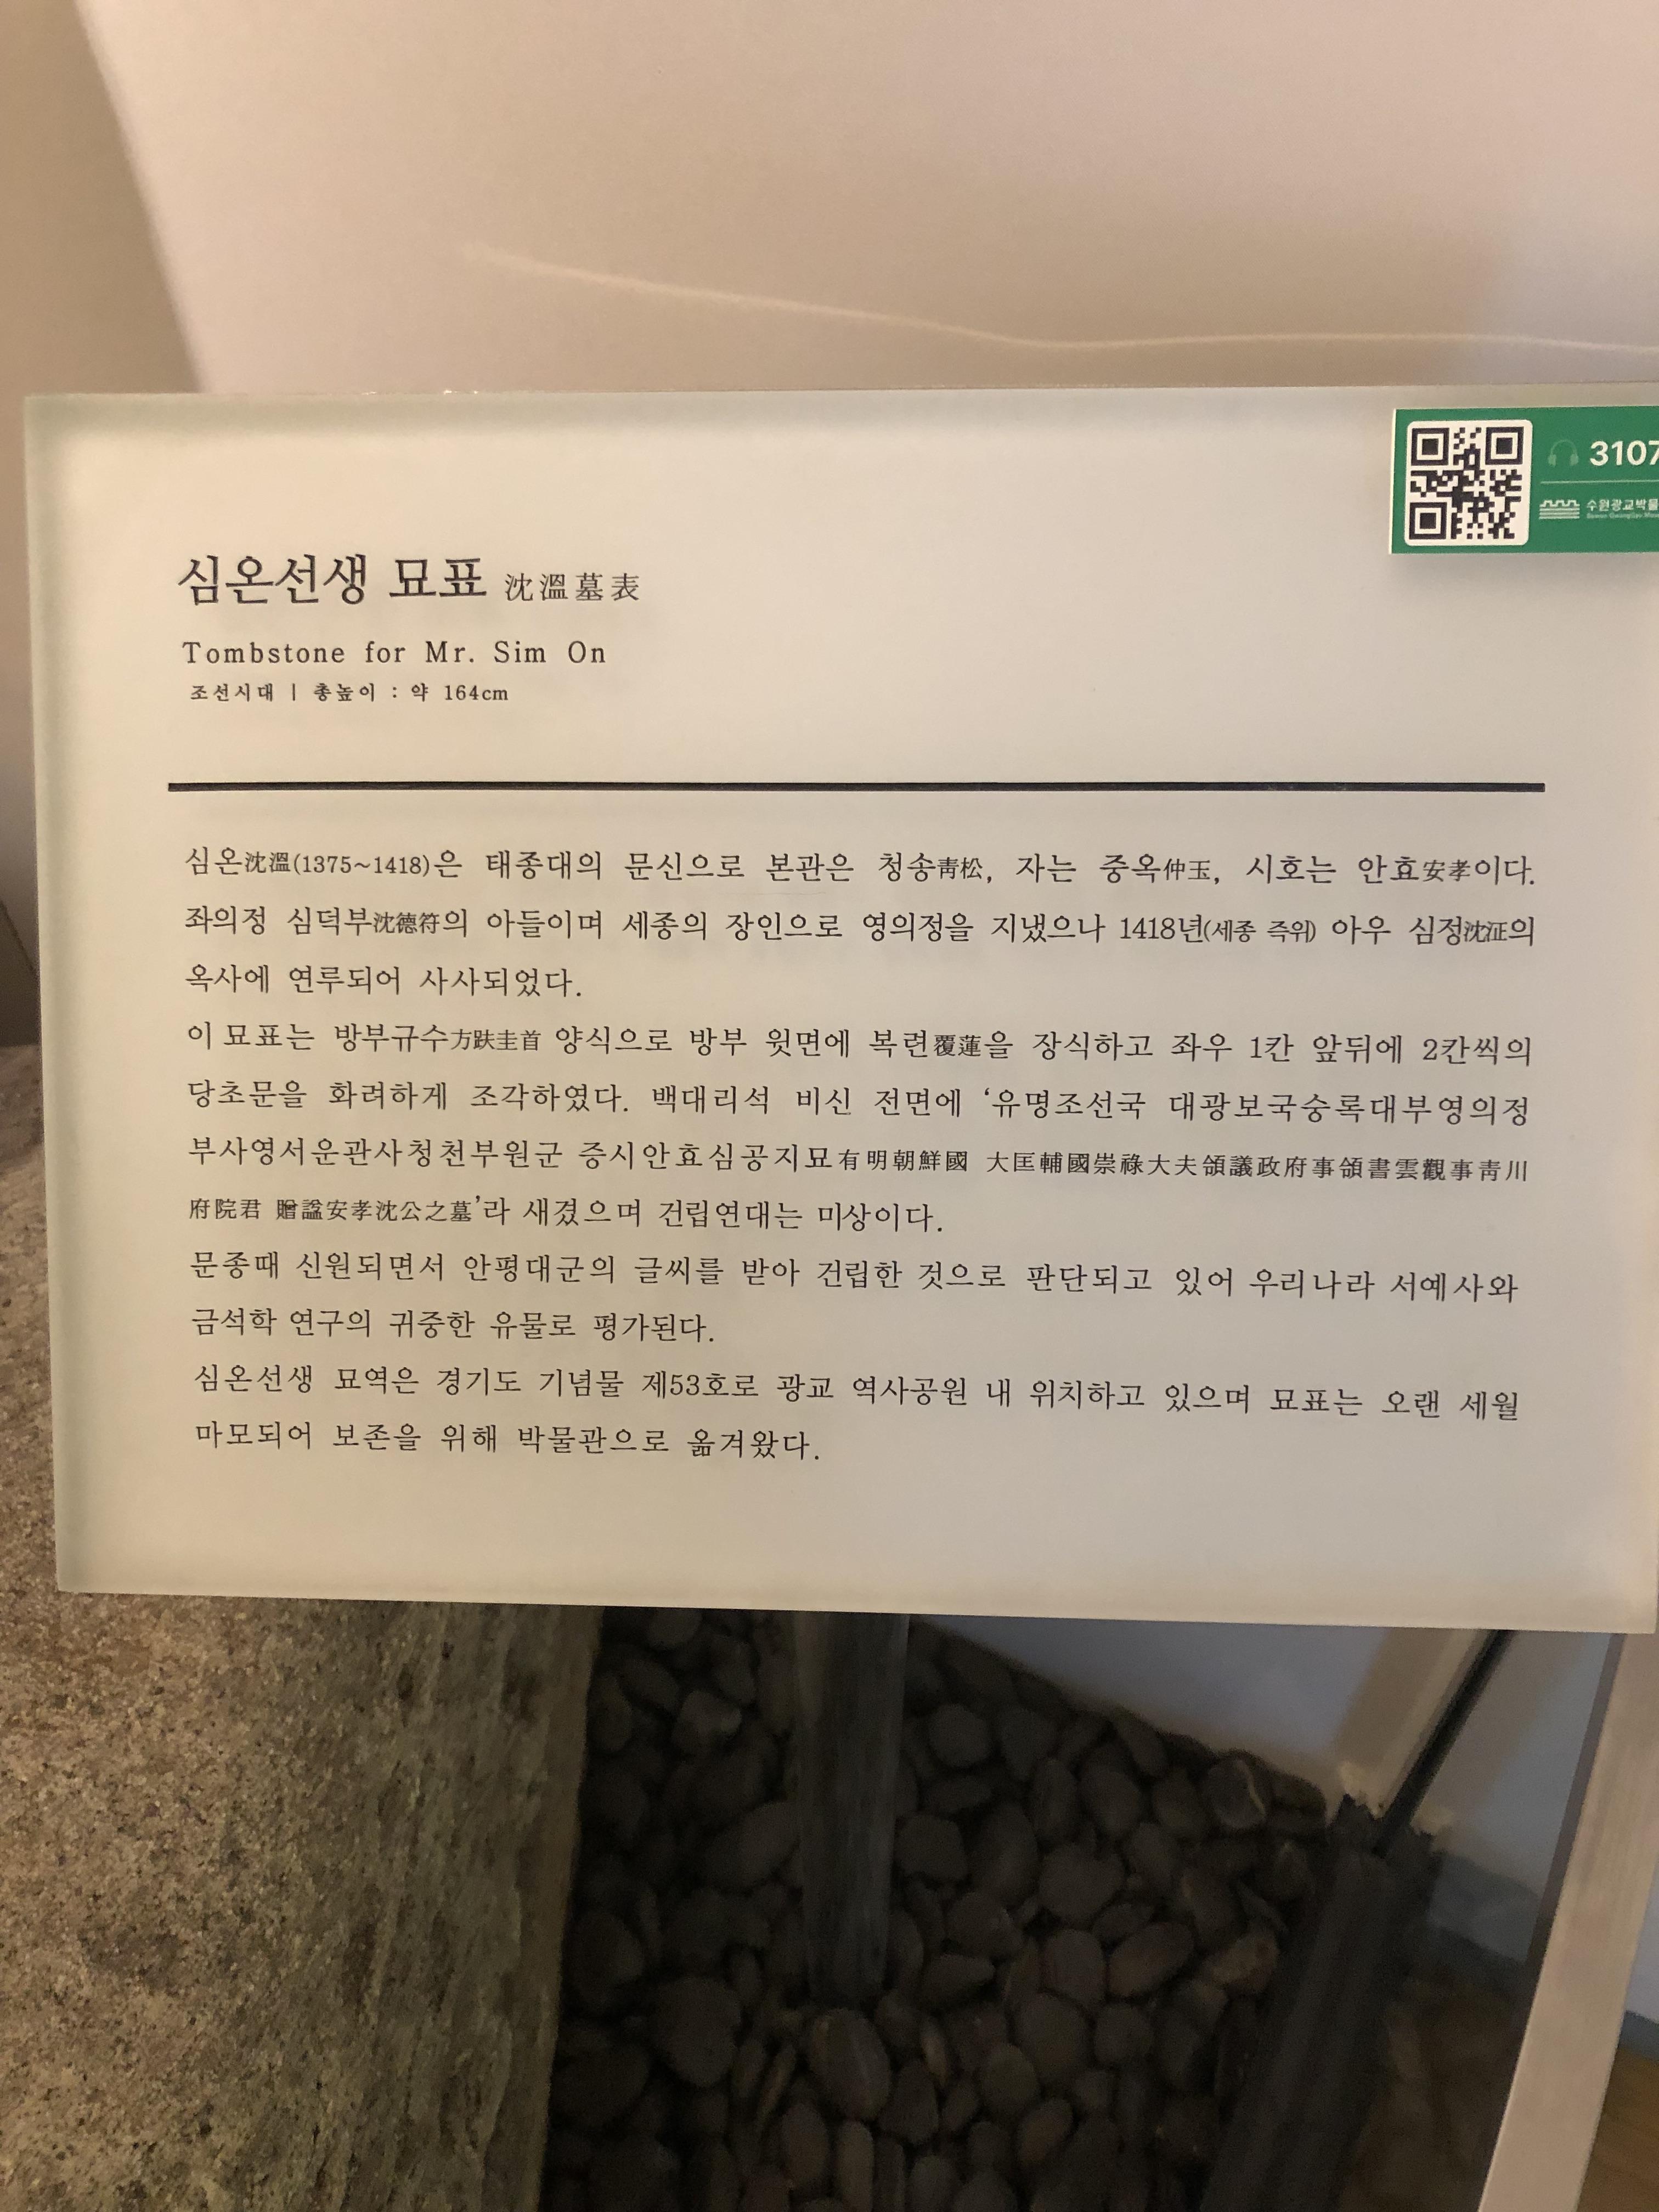 3107
수원광교박물
심온선생 묘표 沈溫墓表
Tombstone for Mr. Sim On
조선시대 | 총높이 : 약 164cm
심온沈溫(1375~1418)은 태종대의 문신으로 본관은 청송靑松, 자는 중옥仲玉, 시호는 안효安孝이다.
좌의정 심덕부沈德符의 아들이며 세종의 장인으로 영의정을 지냈으나 1418년(세종 즉위) 아우 심정沈泟의
옥사에 연루되어 사사되었다.
이 묘표는 방부규수方趺圭首 양식으로 방부 윗면에 복련覆蓮을 장식하고 좌우 1칸 앞뒤에 2칸씩의
당초문을 화려하게 조각하였다. 백대리석 비신 전면에 ‘유명조선국 대광보국숭록대부영의정
부사영서운관사청천부원군 증시안효심공지묘有明朝鮮國 大匡輔國崇祿大夫領議政府事領書雲觀事靑川
府院君 贈諡安孝沈公之墓’라 새겼으며 건립연대는 미상이다.
문종때 신원되면서 안평대군의 글씨를 받아 건립한 것으로 판단되고 있어 우리나라 서예사와
금석학 연구의 귀중한 유물로 평가된다.
심온선생 묘역은 경기도 기념물 제53호로 광교 역사공원 내 위치하고 있으며 묘표는 오랜 세월
마모되어 보존을 위해 박물관으로 옮겨왔다.